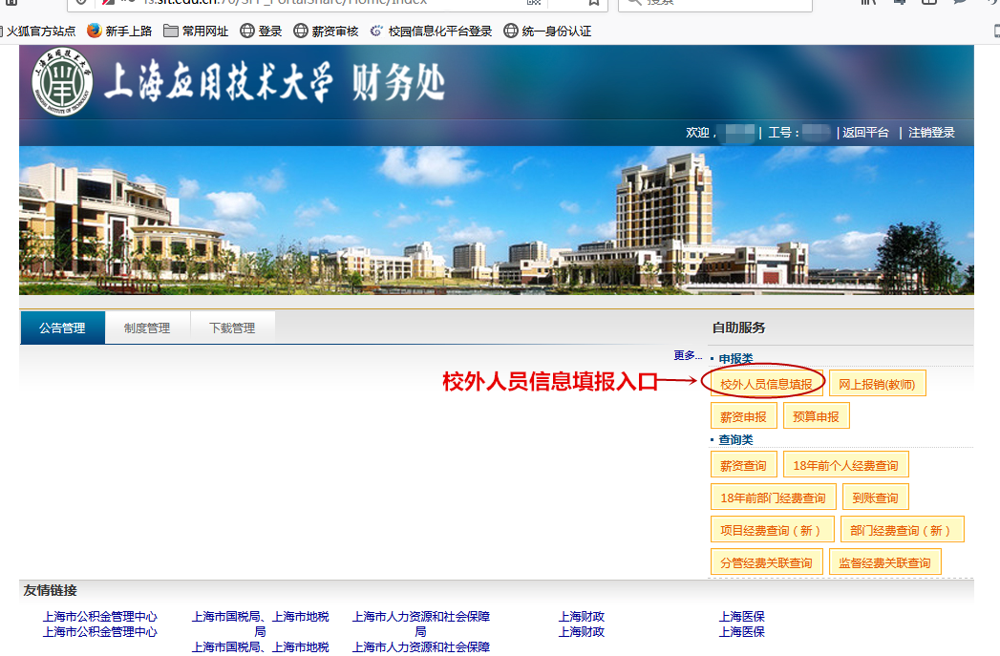 fs.sit.edu.cn:70/SFP_PortalShare/Home/Index
搜索
火狐官方站点 新手上路 常用网址 登录 薪资审核 校园信息化平台登录 统一身份认证
上海应用技术大学 财务处
欢迎， | 工号： | 返回平台 | 注销登录
公告管理 制度管理 下载管理
自助服务
更多...
申报类
校外人员信息填报入口
校外人员信息填报 网上报销(教师)
薪资申报 预算申报
查询类
薪资查询 18年前个人经费查询
18年前部门经费查询 到账查询
项目经费查询（新） 部门经费查询（新）
分管经费关联查询 监督经费关联查询
友情链接
上海市公积金管理中心 上海市国税局、上海市地税局 上海市人力资源和社会保障局 上海财政 上海医保
上海市公积金管理中心 上海市国税局、上海市地税 上海市人力资源和社会保障 上海财政 上海医保